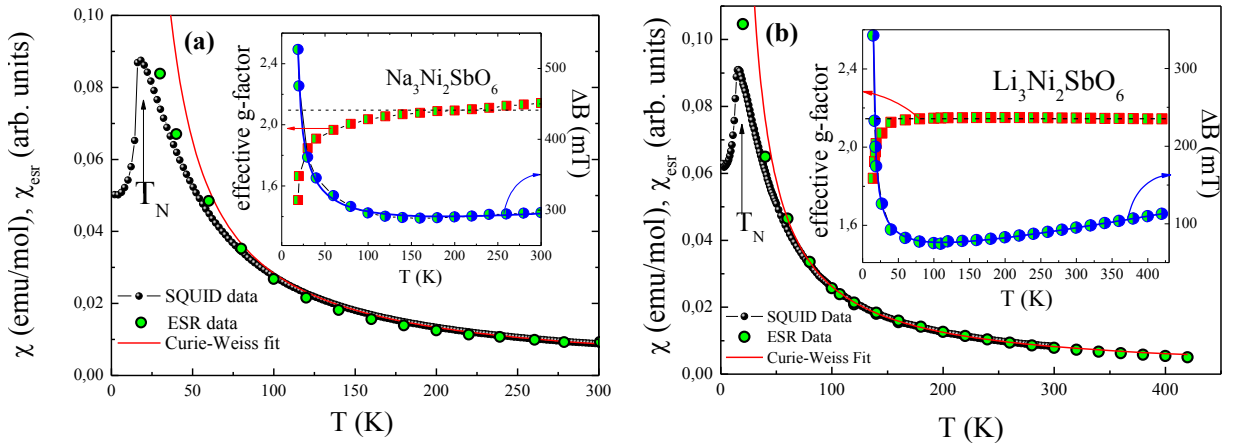 (a)
χ (emu/mol), χesr (arb. units)
0,10
0,08
0,06
0,04
0,02
0,00
0 50 100 150 200 250 300
T (K)
TN
SQUID data
ESR data
Curie-Weiss fit
effective g-factor
2,4
2,0
1,6
Na3Ni2SbO6
500
400
300
ΔB (mT)
0 50 100 150 200 250 300
T (K)
(b)
χ (emu/mol), χesr (arb. units)
0,10
0,08
0,06
0,04
0,02
0,00
0 100 200 300 400
T (K)
TN
SQUID Data
ESR Data
Curie-Weiss Fit
effective g-factor
2,4
2,0
1,6
Li3Ni2SbO6
300
200
100
ΔB (mT)
0 50 100 150 200 250 300 350 400
T (K)